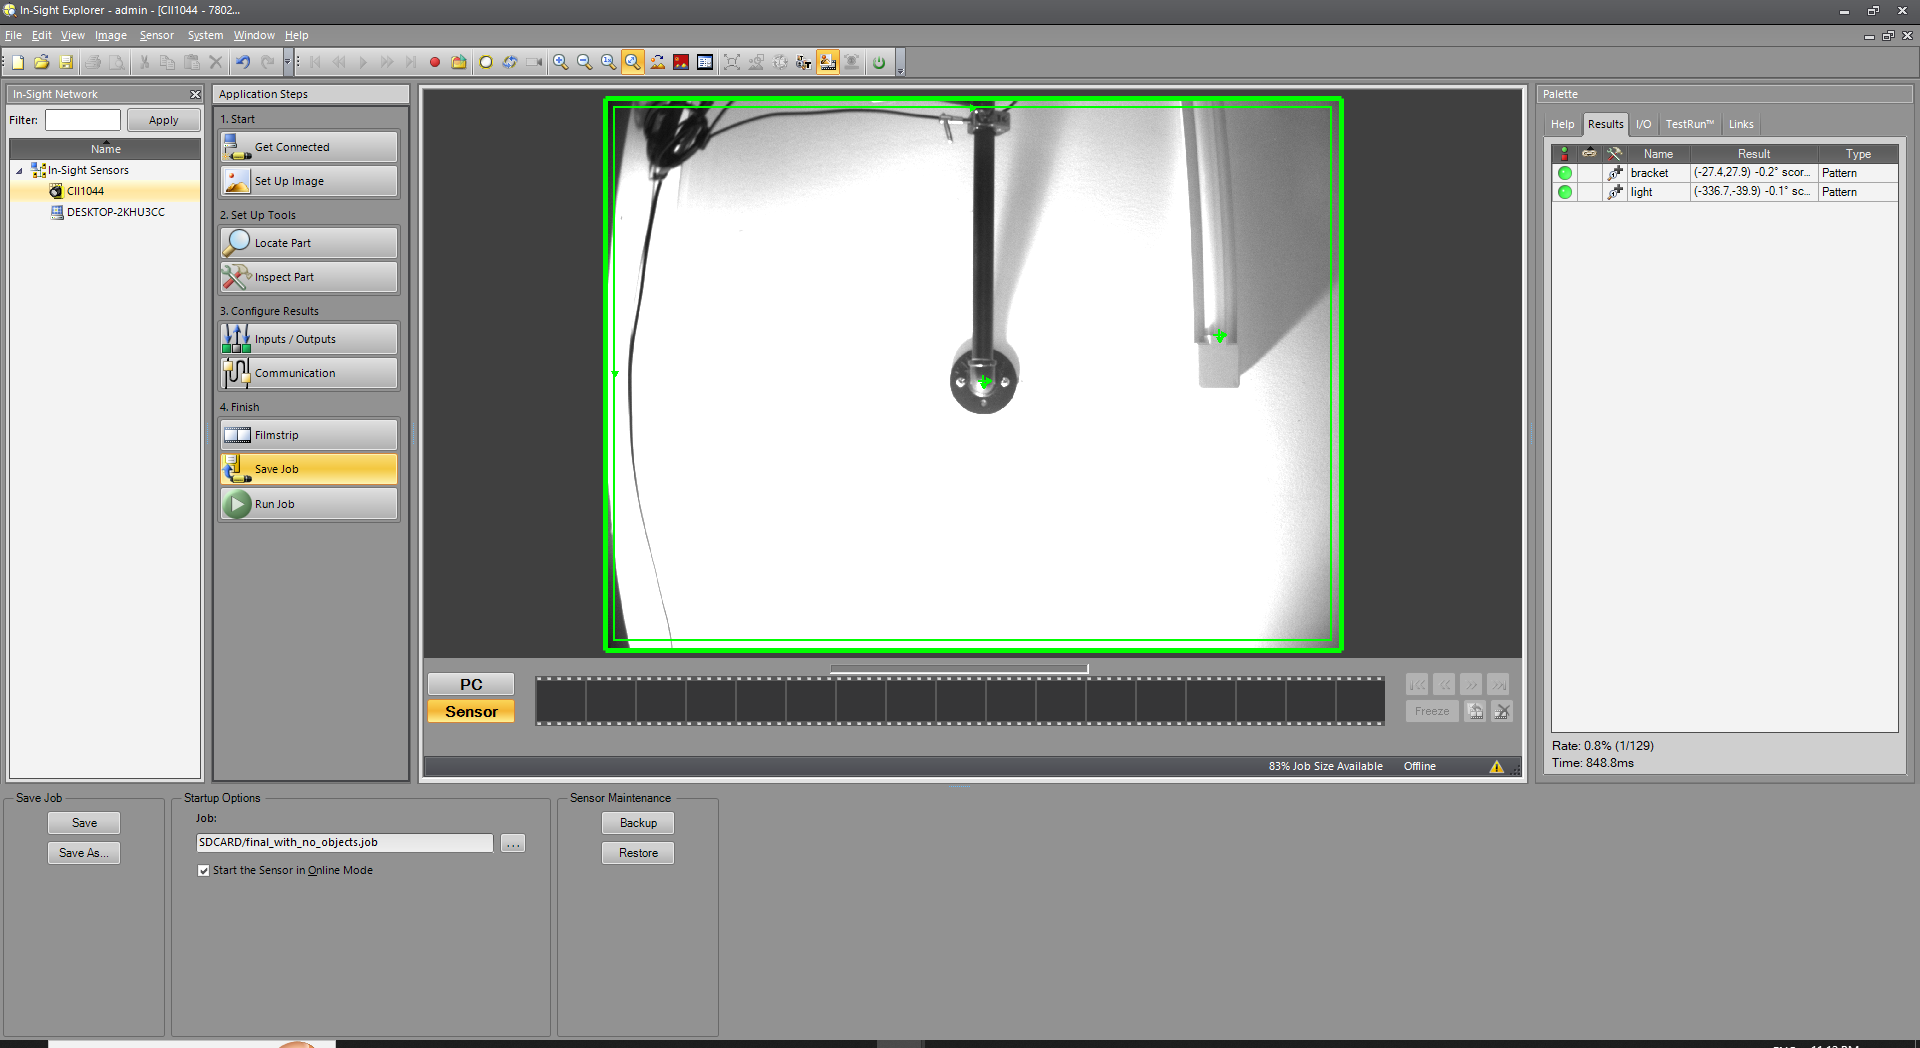 In-Sight Explorer - admin - [CII1044 - 7802...
File Edit View Image Sensor System Window Help
In-Sight Network
Filter: Apply
Name
In-Sight Sensors
CII1044
DESKTOP-2KHU3CC
Application Steps
1. Start
Get Connected
Set Up Image
2. Set Up Tools
Locate Part
Inspect Part
3. Configure Results
Inputs / Outputs
Communication
4. Finish
Filmstrip
Save Job
Run Job
PC
Sensor
Freeze
83% Job Size Available Offline
Palette
Help Results I/O TestRun™ Links
Name Result Type
bracket (-27.4,27.9) -0.2° scor... Pattern
light (-336.7,-39.9) -0.1° sc... Pattern
Rate: 0.8% (1/129)
Time: 848.8ms
Save Job
Save
Save As...
Startup Options
Job:
SDCARD/final_with_no_objects.job
...
Start the Sensor in Online Mode
Sensor Maintenance
Backup
Restore